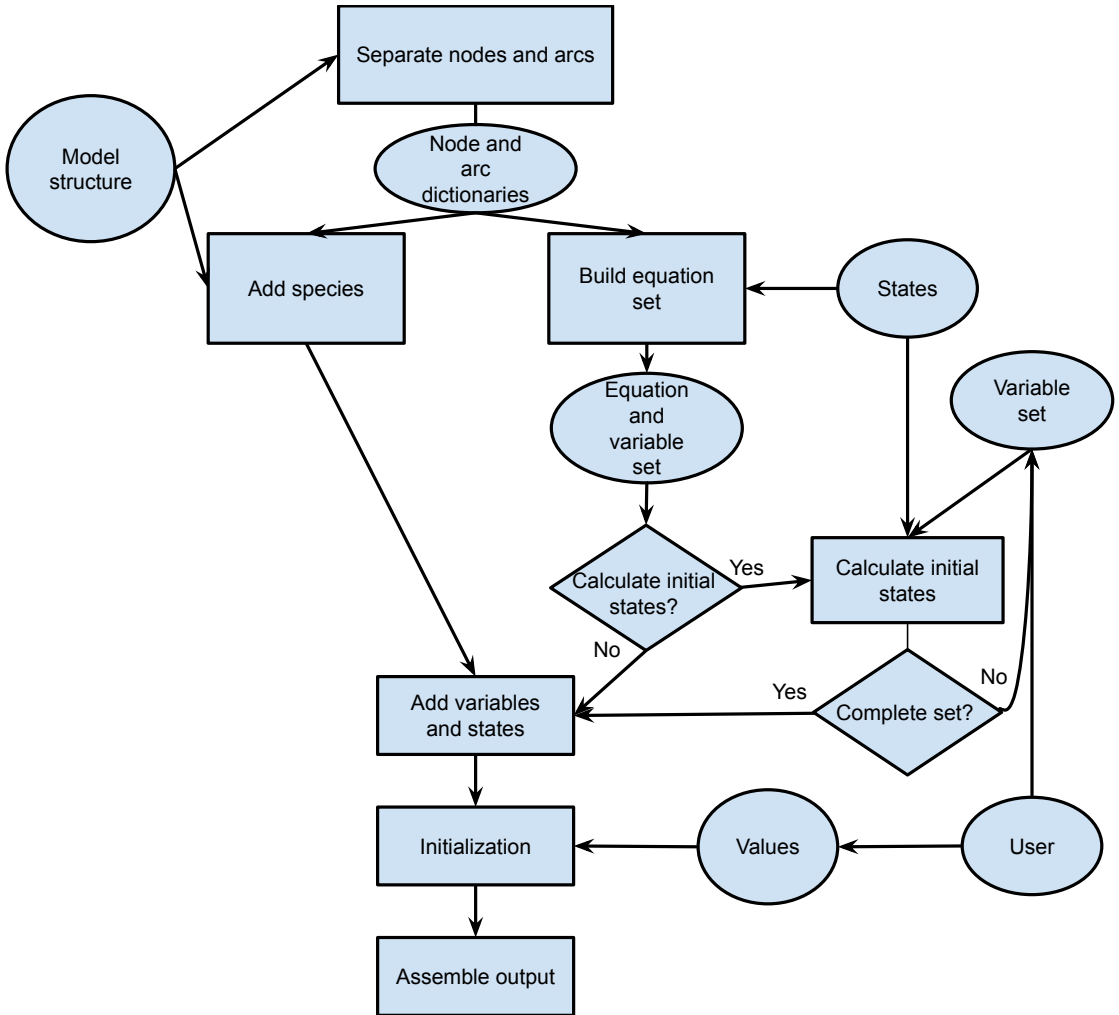 Separate nodes and arcs
Model
structure
Node and
arc
dictionaries
Add species
Build equation
set
States
Equation
and
variable
set
Variable
set
Calculate initial
states?
Yes
No
Calculate initial
states
Add variables
and states
Yes
Complete set?
No
Initialization
Values
User
Assemble output